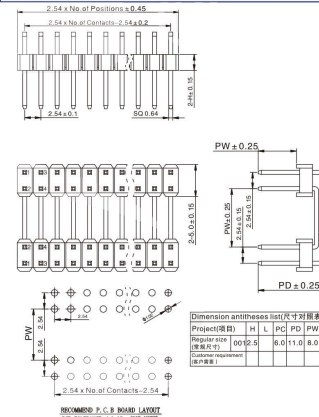 2.54 x No.of Positions±0.45
2.54 x No.of Contacts-2.54±0.2
2-H±0.15
2.54±0.1
SQ 0.64
PW±0.25
2-5.0±0.15
PW±0.25
2.54±0.15
2.54±0.15
PD±0.25
2.54
PW
2.54
2.54
2.54 x No.of Contacts-2.54
RECOMMEND P.C.B BOARD LAYOUT
Dimension antitheses list(尺寸对照表
Project(项目) H L PC PD PW
Regular size 001 2.5 6.0 11.0 8.0
(常规尺寸)
Customer requirement
(客户需要)